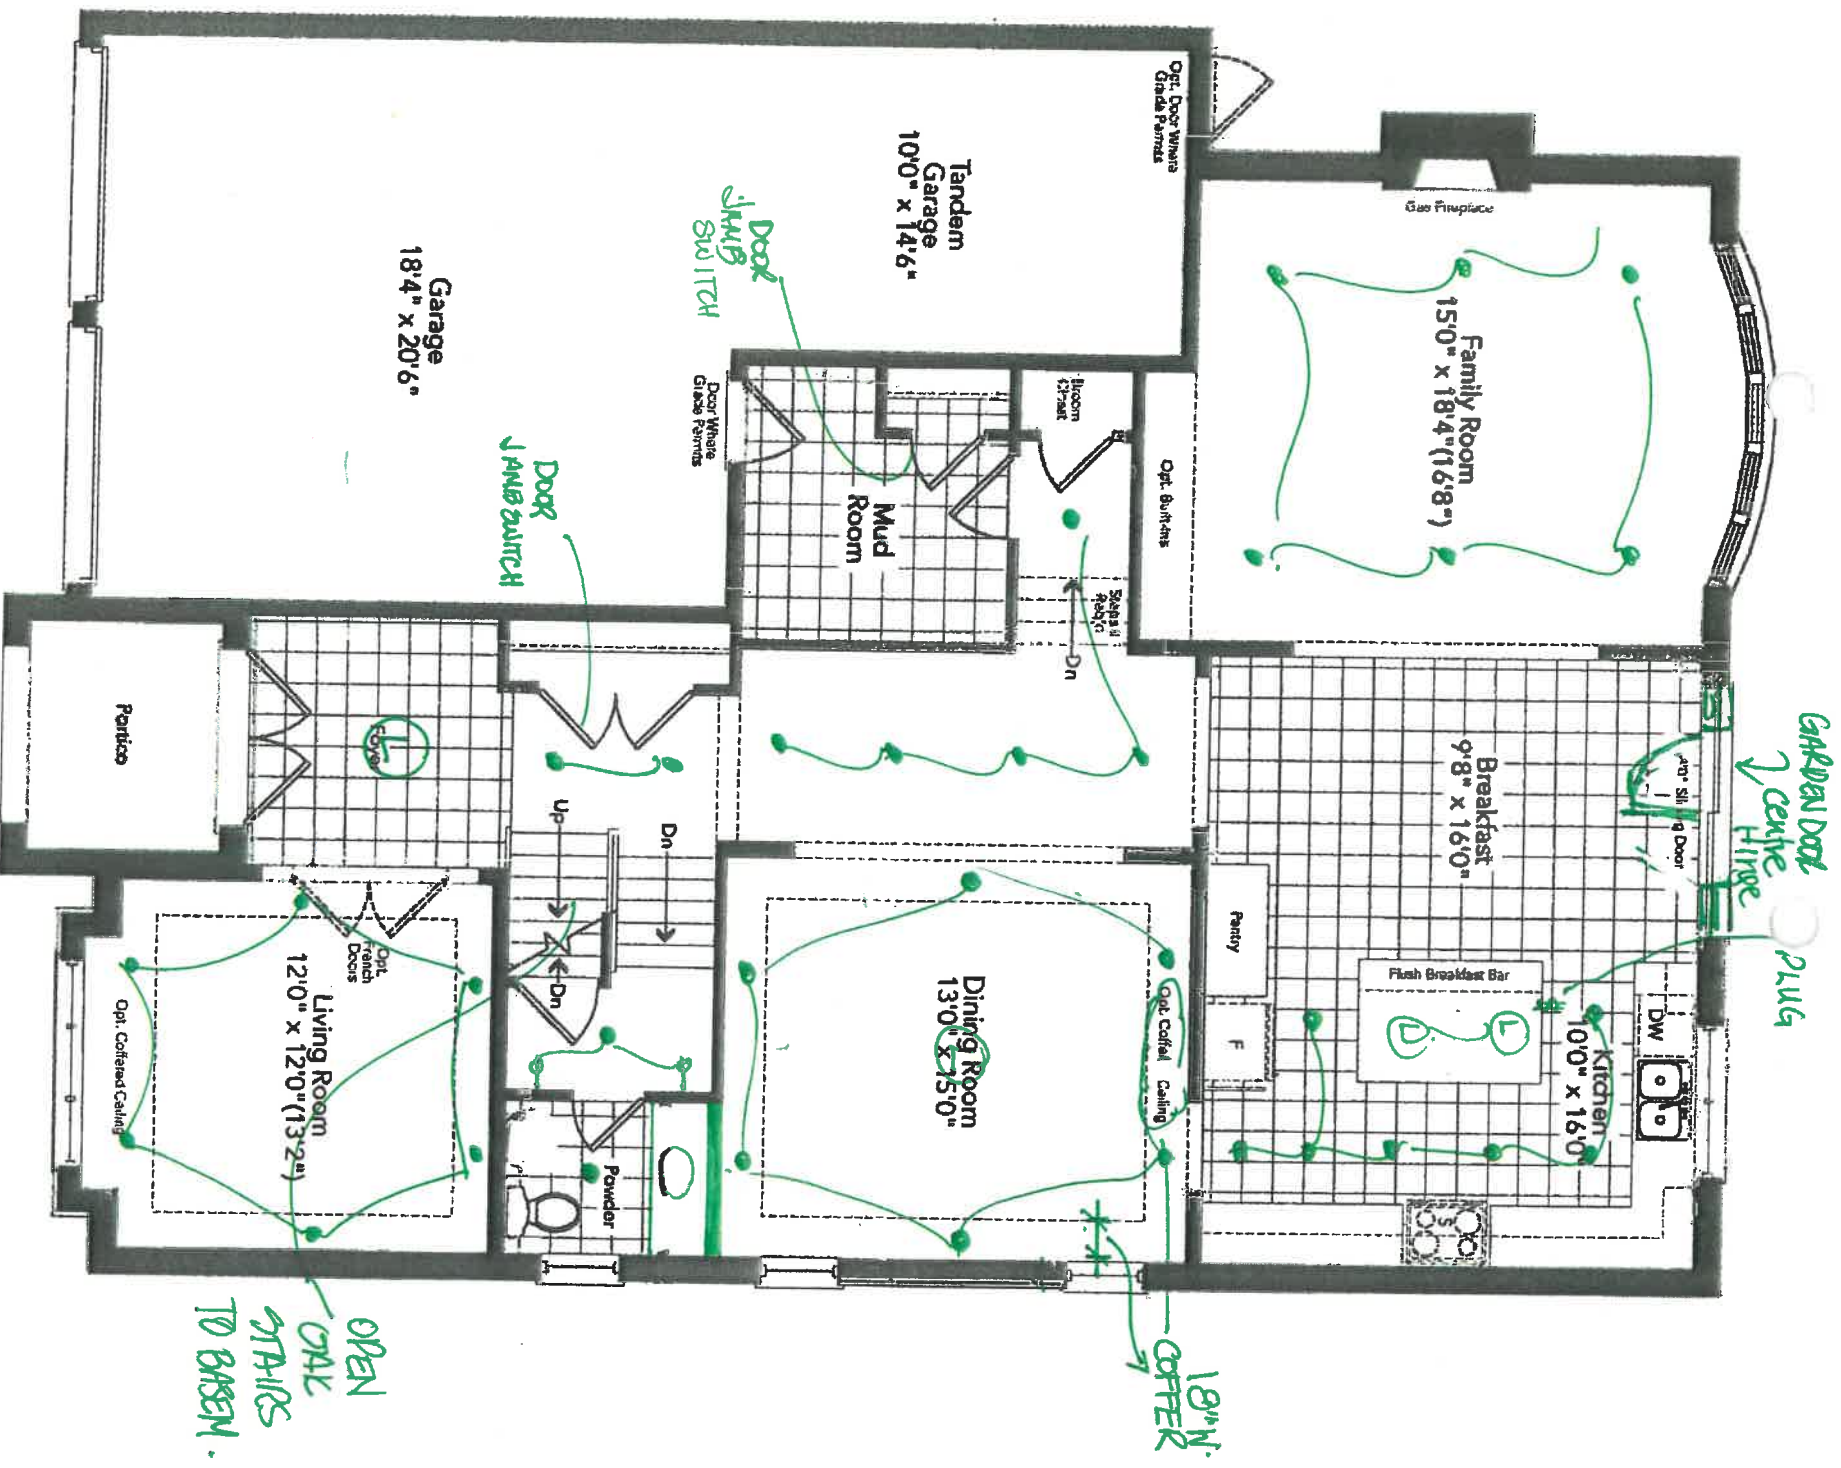 Opt. Door Where
Grade Permits
Tandem
Garage
10'0" x 14'6"
Garage
18'4" x 20'6"
DOOR
JAMB
SWITCH
DOOR
JAMB SWITCH
Door Where
Grade Permits
Mud
Room
Broom
Closet
Opt. Built-ins
Gas Fireplace
Family Room
15'0" x 18'4"(16'8")
Dn
GARDEN DOOR
CENTRE
HINGE
Breakfast
9'8" x 16'0"
PLUG
Flush Breakfast Bar
L
L
DW
Kitchen
10'0" x 16'0"
Pantry
F
S
Portico
Foyer
L
Up
Dn
Dn
Opt.
French
Doors
Living Room
12'0" x 12'0"(13'2")
Opt. Coffered Ceiling
Powder
Dining Room
13'0" x 15'0"
Ceiling
18" W.
COFFER
OPEN
OAK
STAIRS
TO BASEM.